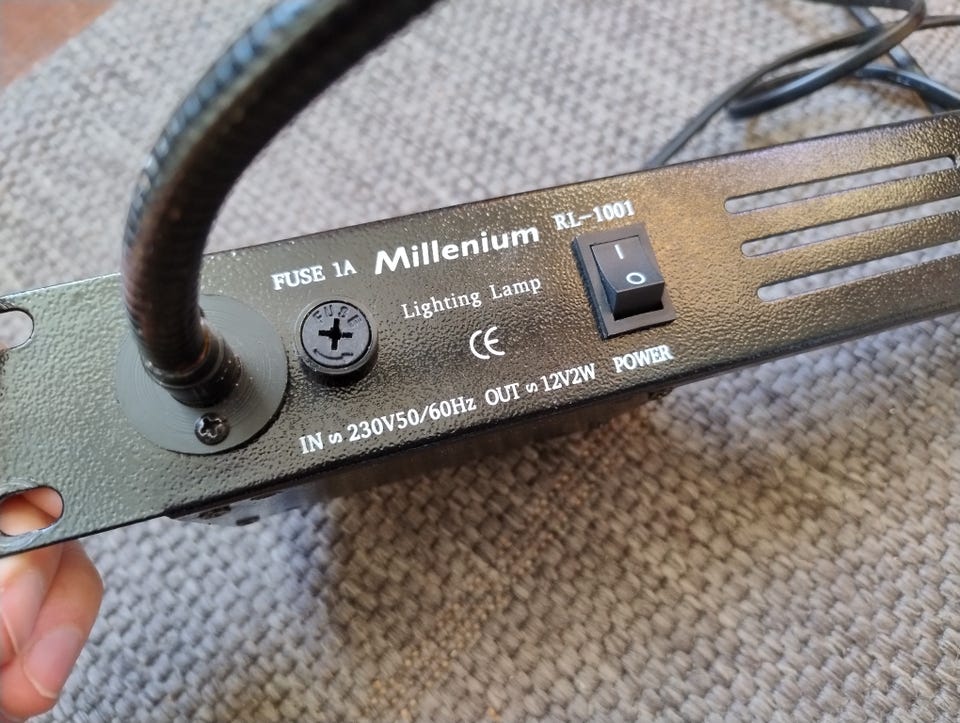 FUSE 1A
Millenium
RL-1001
Lighting Lamp
FUSE
CE
I
O
IN ∽ 230V50/60Hz OUT ∽ 12V2W
POWER